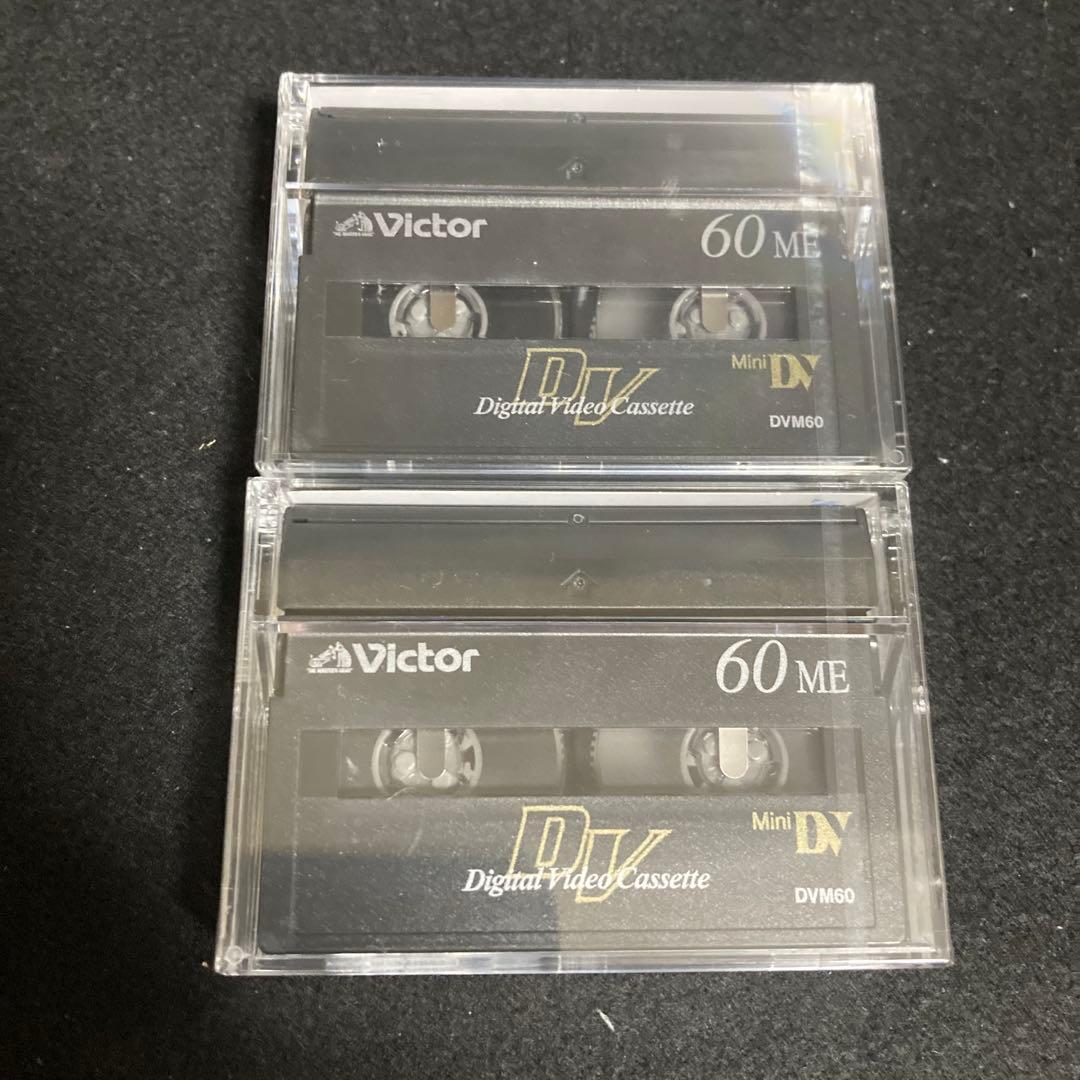 Victor
60 ME
Mini DV
DV
Digital Video Cassette
DVM60
Victor
60 ME
Mini DV
DV
Digital Video Cassette
DVM60